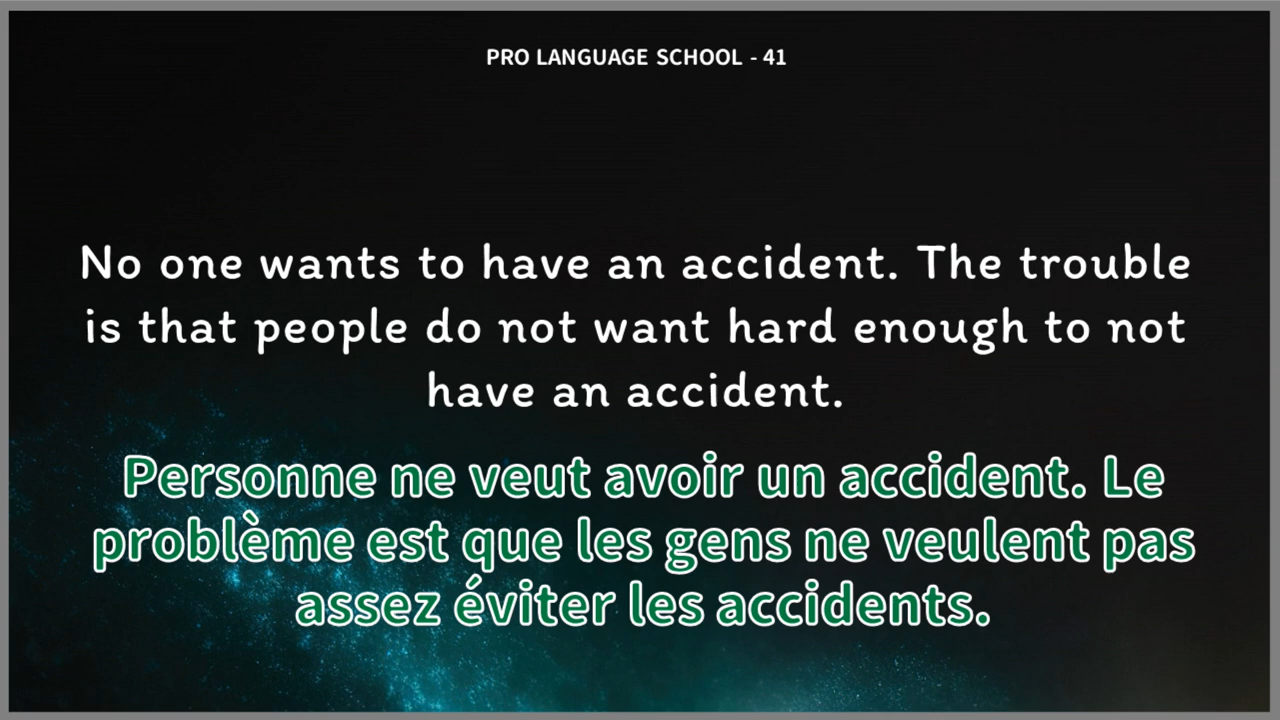 PRO LANGUAGE SCHOOL - 41
No one wants to have an accident. The trouble
is that people do not want hard enough to not
have an accident.
Personne ne veut avoir un accident. Le
problème est que les gens ne veulent pas
assez éviter les accidents.